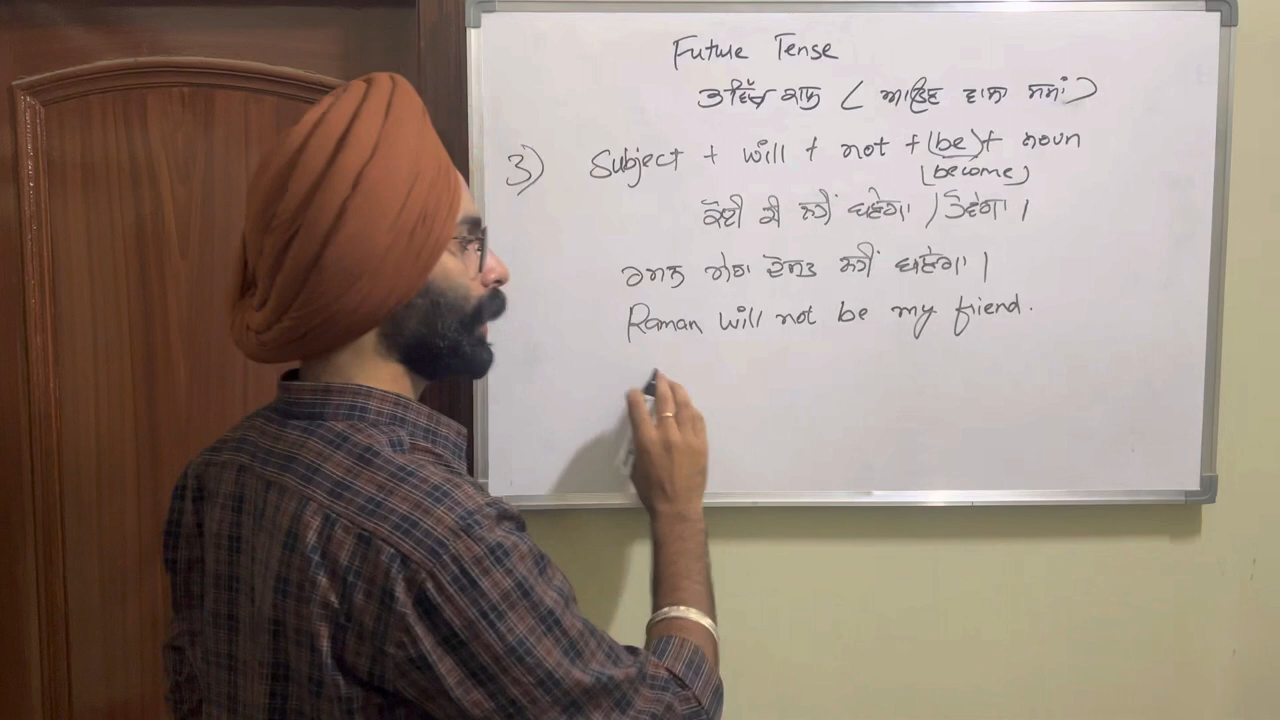 Future Tense
ਭਵਿੱਖ ਕਾਲ ( ਆਉਣ ਵਾਲਾ ਸਮਾਂ )
3) Subject + will + not + (be) + noun
(become)
ਕੋਈ ਕੀ ਨਹੀਂ ਬਣੇਗਾ / ਹੋਵੇਗਾ ।
ਰਮਨ ਮੇਰਾ ਦੋਸਤ ਨਹੀਂ ਬਣੇਗਾ ।
Raman will not be my friend.